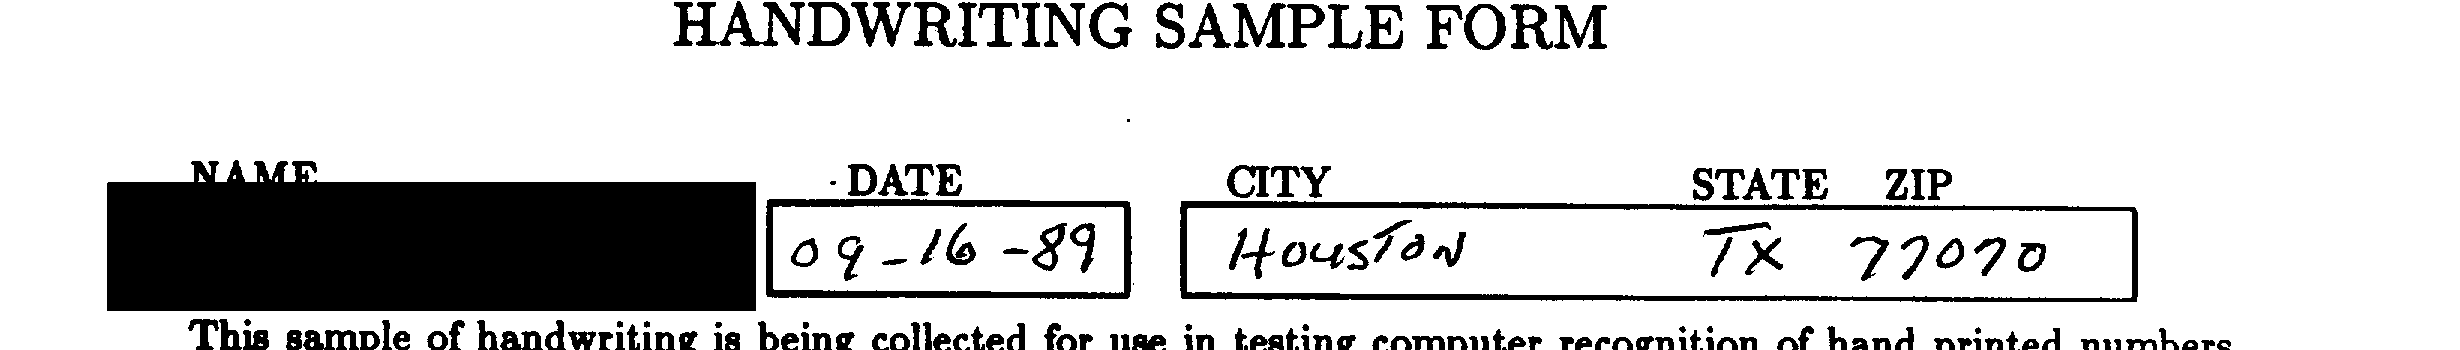 HANDWRITING SAMPLE FORM
NAME DATE CITY STATE ZIP
09-16-89 HOUSTON TX 77070
This sample of handwriting is being collected for use in testing computer recognition of hand printed numbers